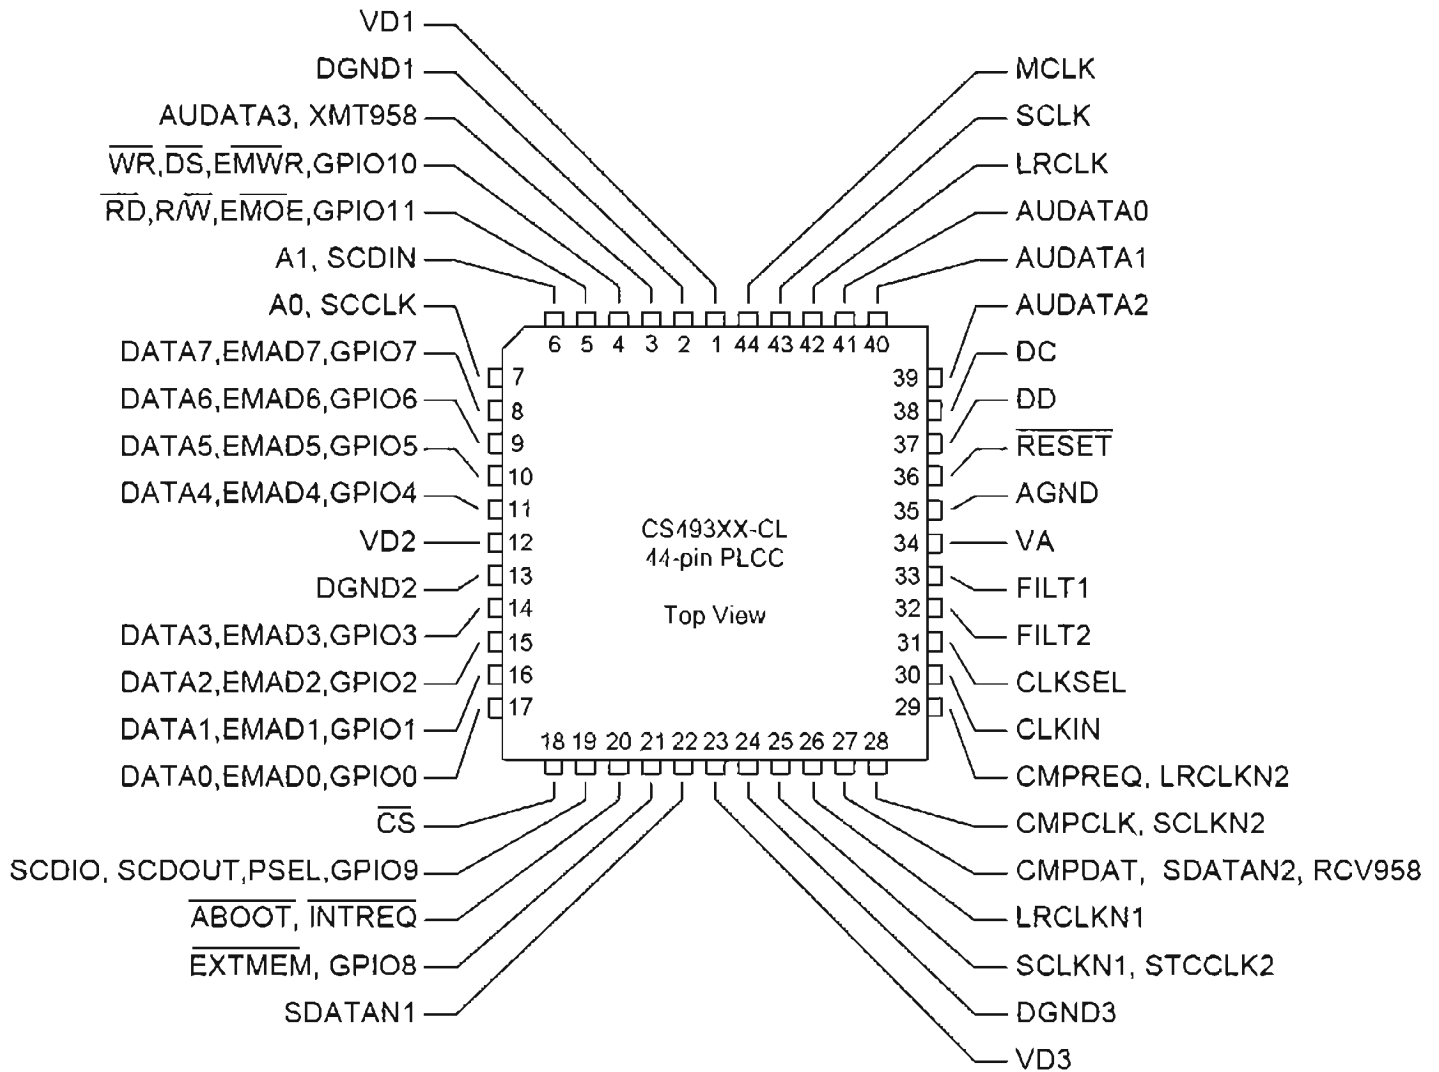 VD1
DGND1
AUDATA3, XMT958
WR,DS,EMWR,GPIO10
RD,R/W,EMOE,GPIO11
A1, SCDIN
A0, SCCLK
DATA7,EMAD7,GPIO7
DATA6,EMAD6,GPIO6
DATA5,EMAD5,GPIO5
DATA4,EMAD4,GPIO4
VD2
DGND2
DATA3,EMAD3,GPIO3
DATA2,EMAD2,GPIO2
DATA1,EMAD1,GPIO1
DATA0,EMAD0,GPIO0
CS
SCDIO, SCDOUT,PSEL,GPIO9
ABOOT, INTREQ
EXTMEM, GPIO8
SDATAN1
6 5 4 3 2 1 44 43 42 41 40
7
8
9
10
11
12
13
14
15
16
17
CS493XX-CL
44-pin PLCC
Top View
39
38
37
36
35
34
33
32
31
30
29
18 19 20 21 22 23 24 25 26 27 28
MCLK
SCLK
LRCLK
AUDATA0
AUDATA1
AUDATA2
DC
DD
RESET
AGND
VA
FILT1
FILT2
CLKSEL
CLKIN
CMPREQ, LRCLKN2
CMPCLK, SCLKN2
CMPDAT, SDATAN2, RCV958
LRCLKN1
SCLKN1, STCCLK2
DGND3
VD3